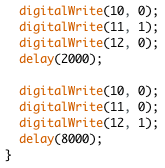 digitalWrite(10, 0);
digitalWrite(11, 1);
digitalWrite(12, 0);
delay(2000);

digitalWrite(10, 0);
digitalWrite(11, 0);
digitalWrite(12, 1);
delay(8000);
}